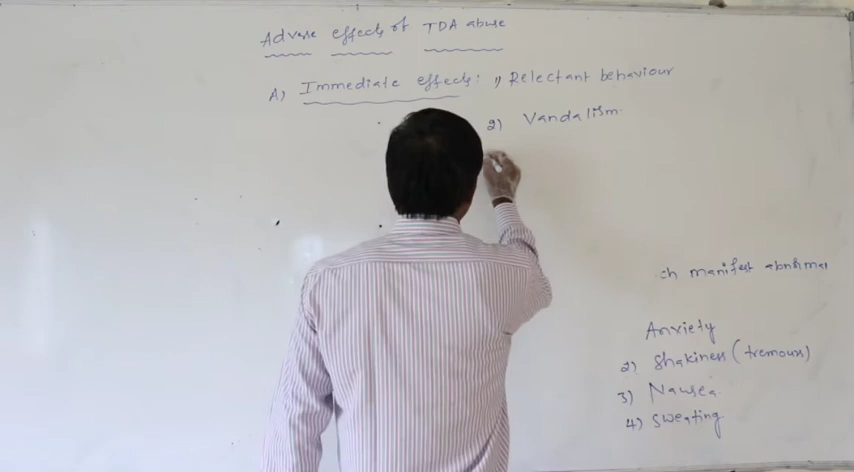 Adverse effects of TDA abuse
A) Immediate effects: 1) Relectant behaviour
2) Vandalism
ch manifest abnormal
Anxiety
2) Shakiness (tremours)
3) Nausea
4) Sweating